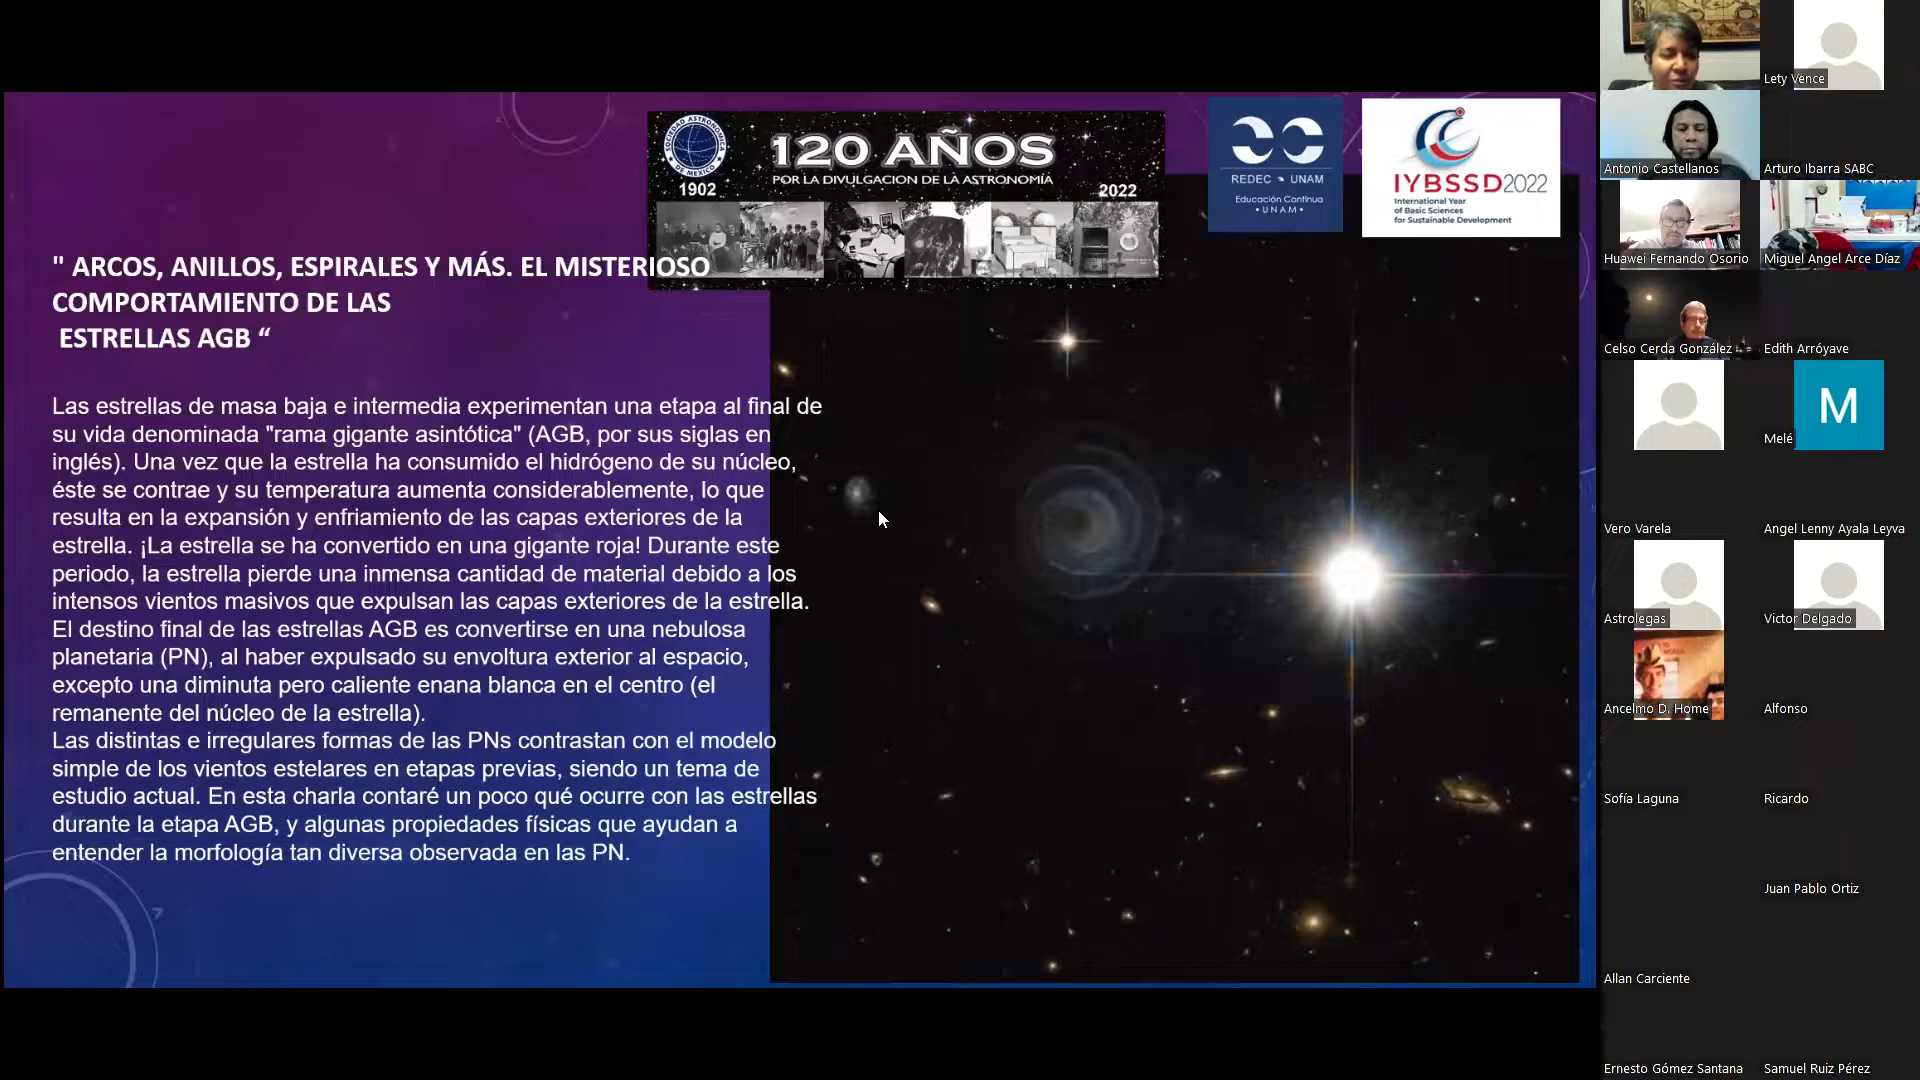 SOCIEDAD ASTRONOMICA
DE MEXICO
1902
120 AÑOS
POR LA DIVULGACION DE LA ASTRONOMÍA
2022
REDEC UNAM
Educación Continua
• UNAM •
IYBSSD2022
International Year
of Basic Sciences
for Sustainable Development
" ARCOS, ANILLOS, ESPIRALES Y MÁS. EL MISTERIOSO
COMPORTAMIENTO DE LAS
ESTRELLAS AGB “
Las estrellas de masa baja e intermedia experimentan una etapa al final de
su vida denominada "rama gigante asintótica" (AGB, por sus siglas en
inglés). Una vez que la estrella ha consumido el hidrógeno de su núcleo,
éste se contrae y su temperatura aumenta considerablemente, lo que
resulta en la expansión y enfriamiento de las capas exteriores de la
estrella. ¡La estrella se ha convertido en una gigante roja! Durante este
periodo, la estrella pierde una inmensa cantidad de material debido a los
intensos vientos masivos que expulsan las capas exteriores de la estrella.
El destino final de las estrellas AGB es convertirse en una nebulosa
planetaria (PN), al haber expulsado su envoltura exterior al espacio,
excepto una diminuta pero caliente enana blanca en el centro (el
remanente del núcleo de la estrella).
Las distintas e irregulares formas de las PNs contrastan con el modelo
simple de los vientos estelares en etapas previas, siendo un tema de
estudio actual. En esta charla contaré un poco qué ocurre con las estrellas
durante la etapa AGB, y algunas propiedades físicas que ayudan a
entender la morfología tan diversa observada en las PN.
Lety Vence
Antonio Castellanos
Arturo Ibarra SABC
Huawei Fernando Osorio
Miguel Angel Arce Díaz
Celso Cerda González
Edith Arróyave
M
Melé
Vero Varela
Angel Lenny Ayala Leyva
Astrolegas
Victor Delgado
Ancelmo D. Home
Alfonso
Sofía Laguna
Ricardo
Juan Pablo Ortiz
Allan Carciente
Ernesto Gómez Santana
Samuel Ruiz Pérez